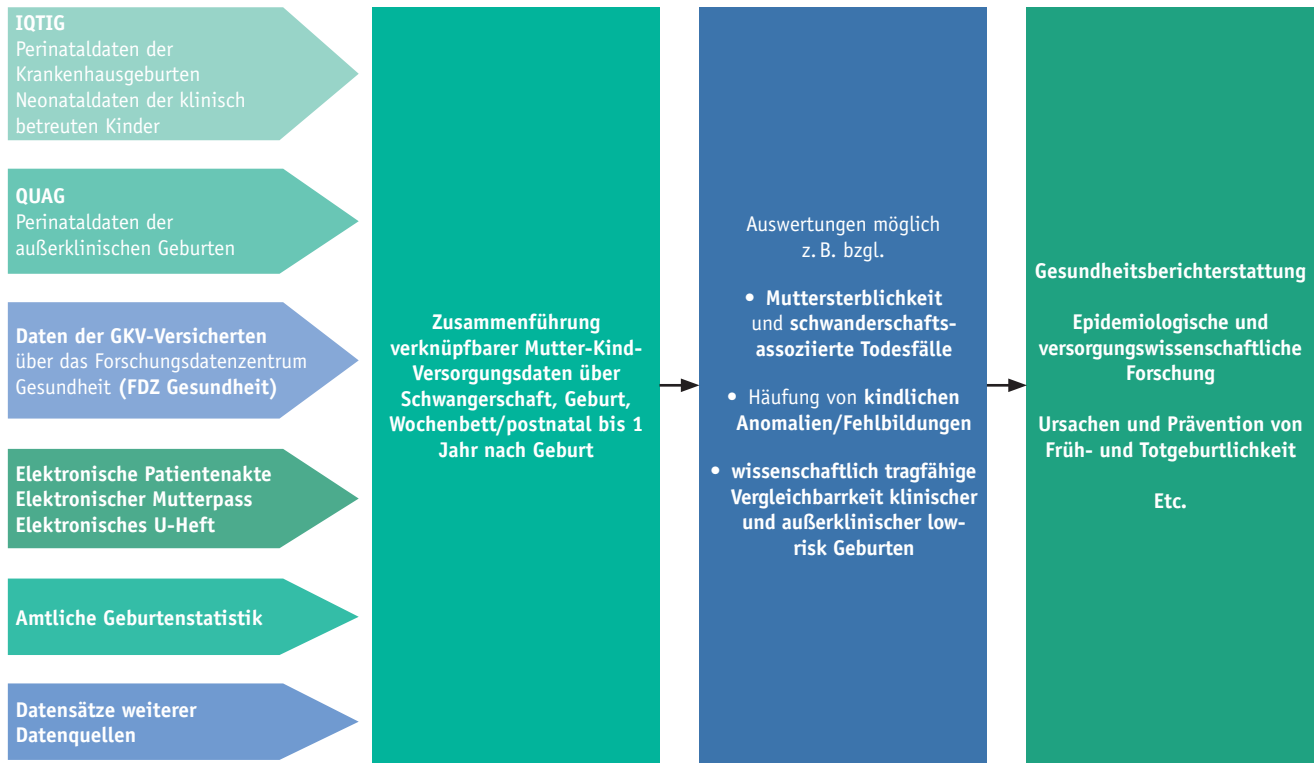 IQTIG
Perinataldaten der
Krankenhausgeburten
Neonataldaten der klinisch
betreuten Kinder
QUAG
Perinataldaten der
außerklinischen Geburten
Daten der GKV-Versicherten
über das Forschungsdatenzentrum
Gesundheit (FDZ Gesundheit)
Elektronische Patientenakte
Elektronischer Mutterpass
Elektronisches U-Heft
Amtliche Geburtenstatistik
Datensätze weiterer
Datenquellen
Zusammenführung
verknüpfbarer Mutter-Kind-
Versorgungsdaten über
Schwangerschaft, Geburt,
Wochenbett/postnatal bis 1
Jahr nach Geburt
Auswertungen möglich
z. B. bzgl.
• Muttersterblichkeit
und schwanderschafts-
assoziierte Todesfälle
• Häufung von kindlichen
Anomalien/Fehlbildungen
• wissenschaftlich tragfähige
Vergleichbarrkeit klinischer
und außerklinischer low-
risk Geburten
Gesundheitsberichterstattung
Epidemiologische und
versorgungswissenschaftliche
Forschung
Ursachen und Prävention von
Früh- und Totgeburtlichkeit
Etc.